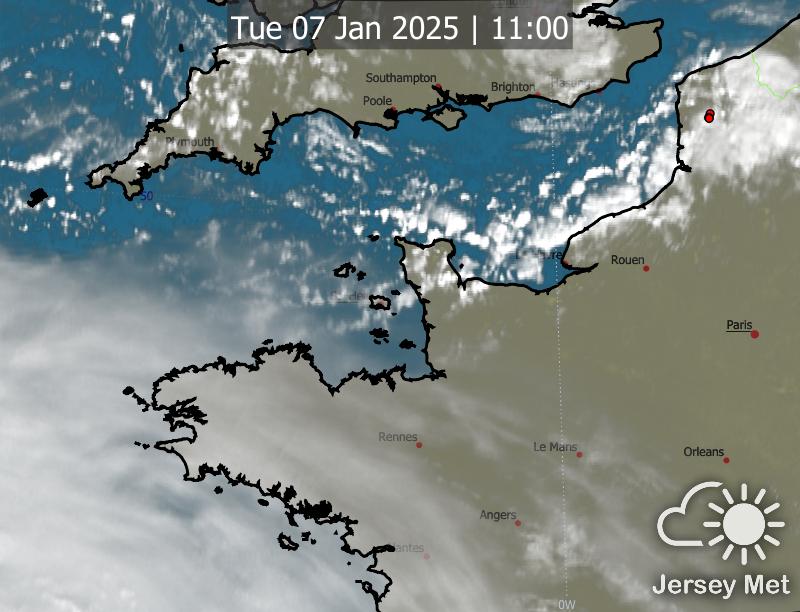 Tue 07 Jan 2025 | 11:00
Southampton
Brighton
Hastings
Poole
Plymouth
50
Le Havre
Rouen
Paris
Rennes
Le Mans
Orleans
Angers
Nantes
Jersey Met
0W